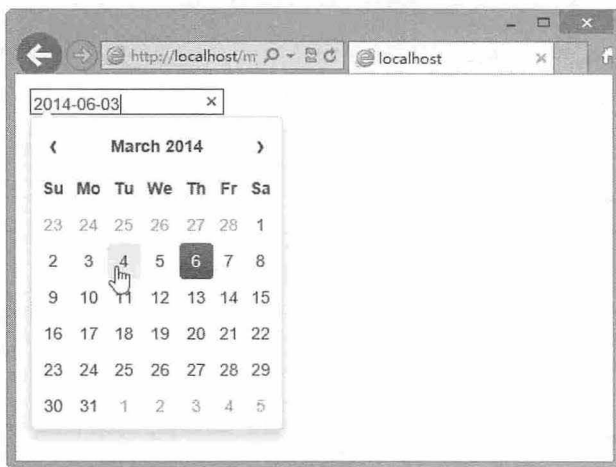 http://localhost/m
localhost
2014-06-03
March 2014
Su Mo Tu We Th Fr Sa
23 24 25 26 27 28 1
2 3 4 5 6 7 8
9 10 11 12 13 14 15
16 17 18 19 20 21 22
23 24 25 26 27 28 29
30 31 1 2 3 4 5